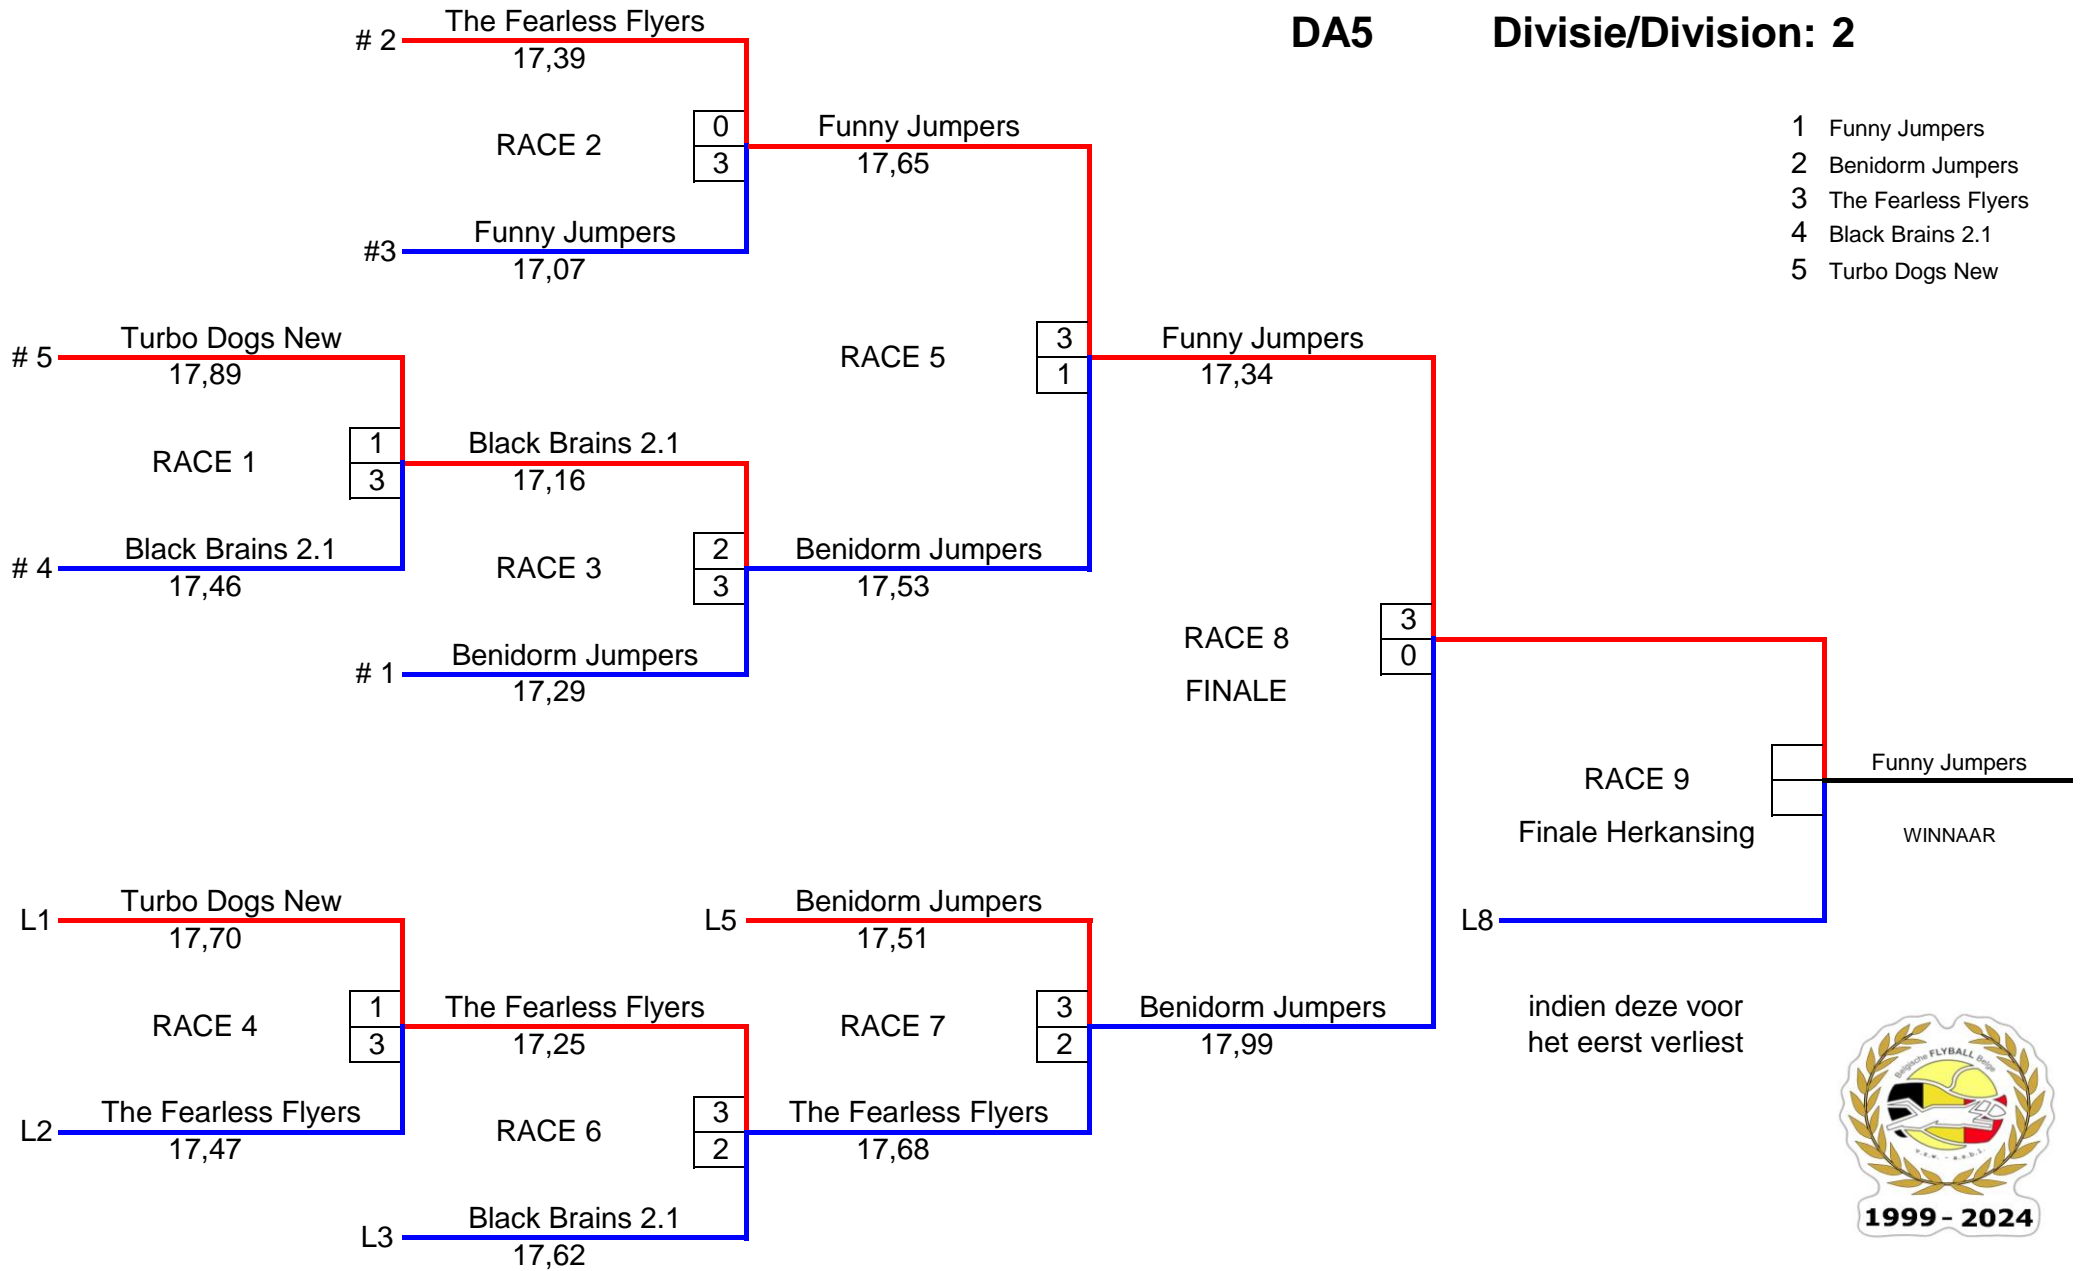 DA5 Divisie/Division: 2
1 Funny Jumpers
2 Benidorm Jumpers
3 The Fearless Flyers
4 Black Brains 2.1
5 Turbo Dogs New
The Fearless Flyers
# 2
17,39
RACE 2
0
3
Funny Jumpers
#3
17,07
Funny Jumpers
17,65
Turbo Dogs New
# 5
17,89
RACE 1
1
3
Black Brains 2.1
# 4
17,46
Black Brains 2.1
17,16
RACE 3
2
3
Benidorm Jumpers
# 1
17,29
Benidorm Jumpers
17,53
RACE 5
3
1
Funny Jumpers
17,34
RACE 8
FINALE
3
0
RACE 9
Finale Herkansing
Funny Jumpers
WINNAAR
L8
indien deze voor
het eerst verliest
Turbo Dogs New
L1
17,70
RACE 4
1
3
The Fearless Flyers
L2
17,47
The Fearless Flyers
17,25
RACE 6
3
2
Black Brains 2.1
L3
17,62
Benidorm Jumpers
L5
17,51
RACE 7
3
2
The Fearless Flyers
17,68
Benidorm Jumpers
17,99
Belgische FLYBALL Belge
v.z.w. - a.s.b.l.
1999 - 2024